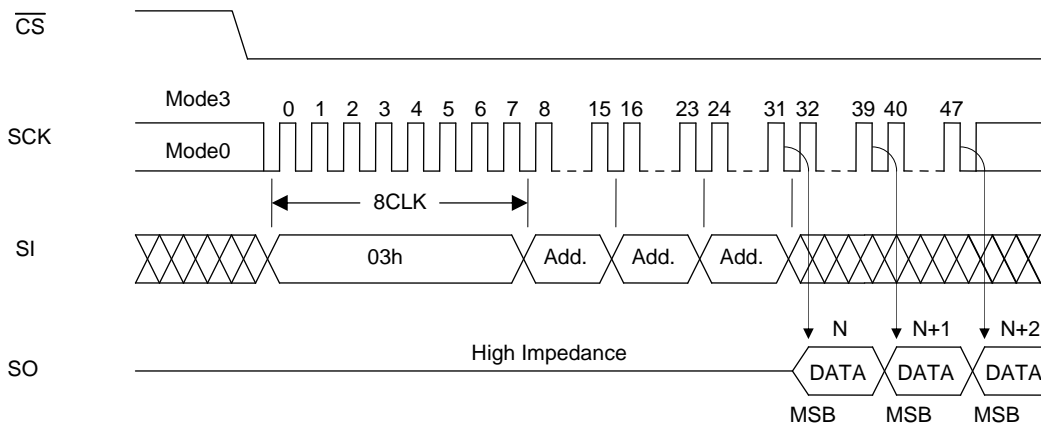 CS
Mode3
0 1 2 3 4 5 6 7 8 15 16 23 24 31 32 39 40 47
SCK
Mode0
8CLK
SI
03h Add. Add. Add.
N N+1 N+2
High Impedance
SO
DATA DATA DATA
MSB MSB MSB